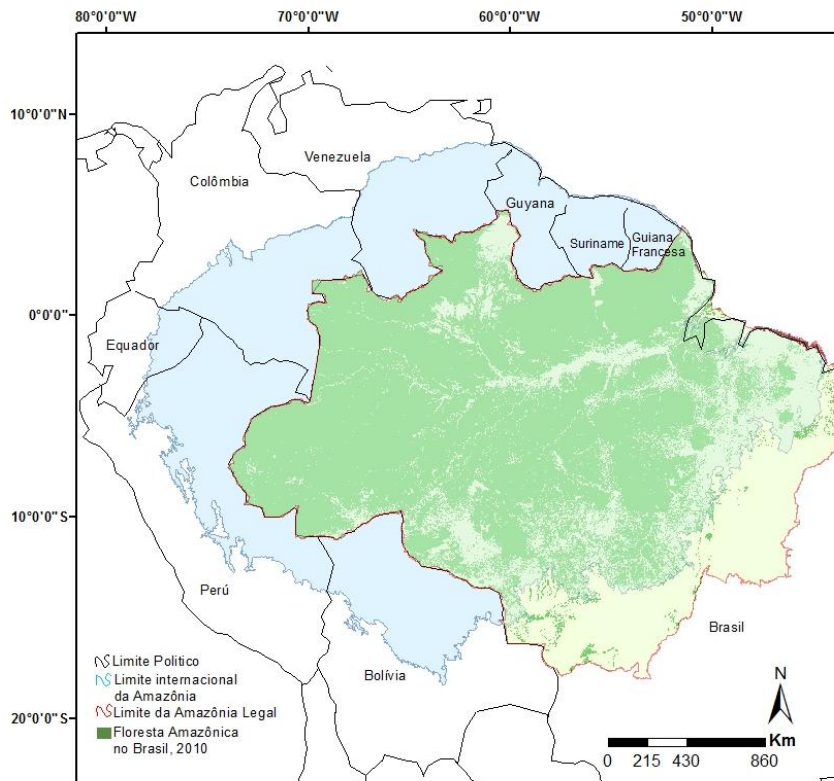 80°0'0"W
70°0'0"W
60°0'0"W
50°0'0"W
10°0'0"N
0°0'0"
10°0'0"S
20°0'0"S
Venezuela
Colômbia
Guyana
Suriname
Guiana
Francesa
Equador
Perú
Brasil
Bolívia
Limite Politico
Limite internacional
da Amazônia
Limite da Amazônia Legal
Floresta Amazônica
no Brasil, 2010
N
Km
0 215 430 860